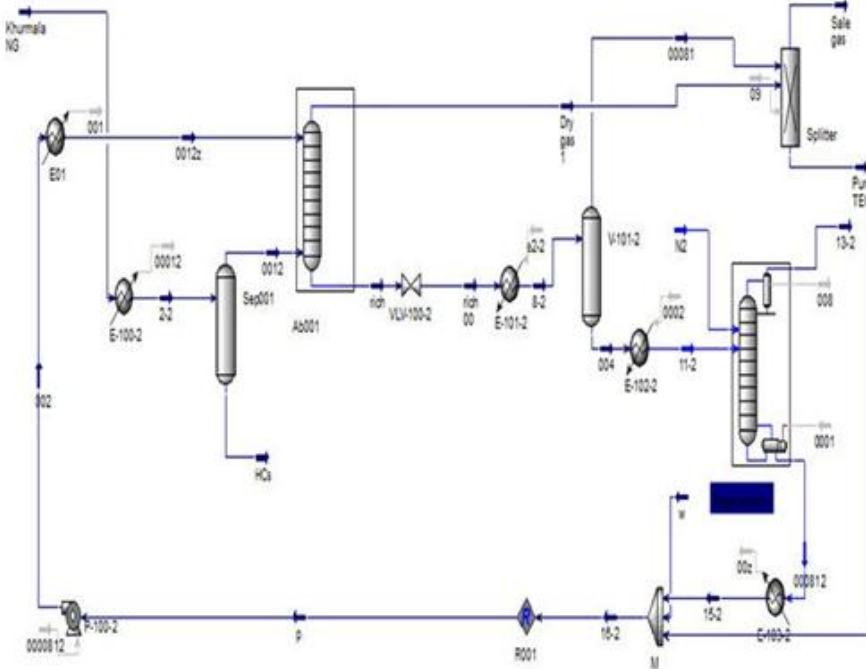 Khurmala
NG
001
E01
0012z
00012
E-100-2
2-2
Sep001
0012
HCs
Ab001
rich
VLV-100-2
rich
00
E-101-2
8-2
Dry
gas
1
00081
V-101-2
004
0002
E-102-2
11-2
N2
09
Splitter
Sale
gas
13-2
008
0001
w
000812
00z
15-2
E-103-2
M
16-2
R
R001
P
P-100-2
0000812
002